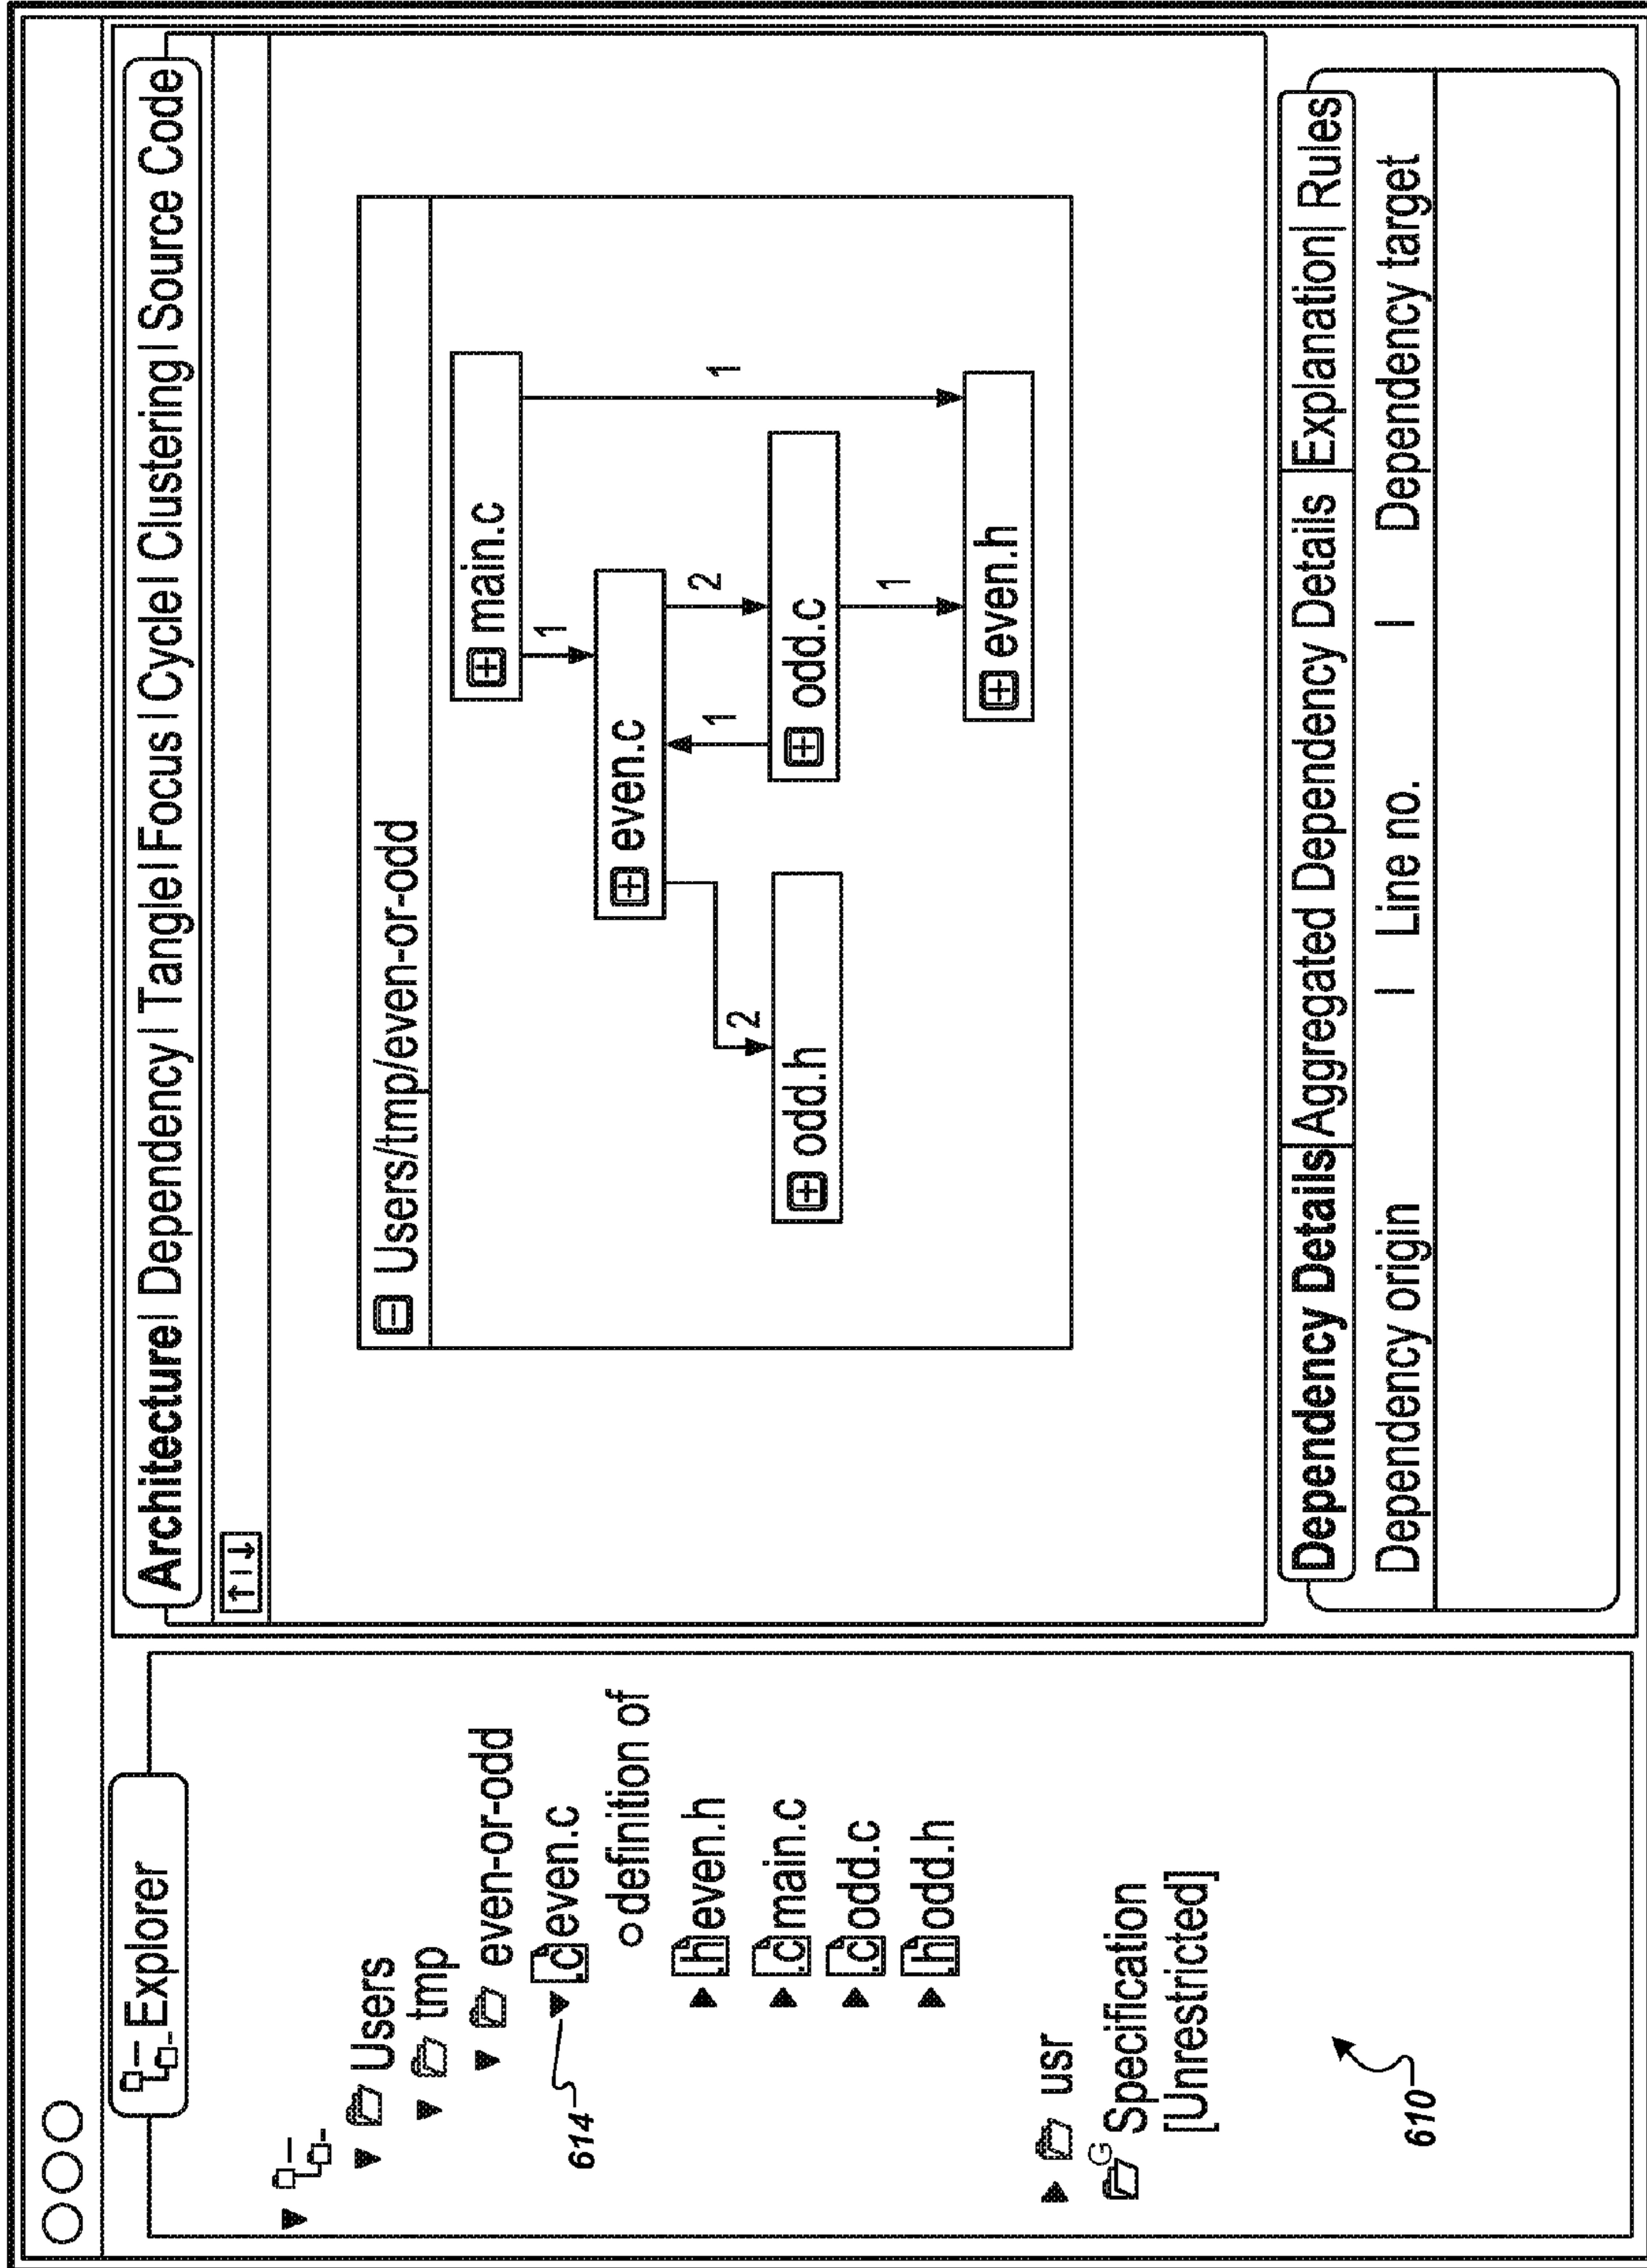 Explorer
Users
tmp
even-or-odd
.c even.c
definition of
.h even.h
.c main.c
.c odd.c
.h odd.h
usr
G
Specification
[Unrestricted]
614
610
Architecture | Dependency | Tangle | Focus | Cycle | Clustering | Source Code
Users/tmp/even-or-odd
main.c
1
1
even.c
2
1
2
odd.h
odd.c
1
even.h
Dependency Details | Aggregated Dependency Details | Explanation | Rules
Dependency origin | Line no. | Dependency target